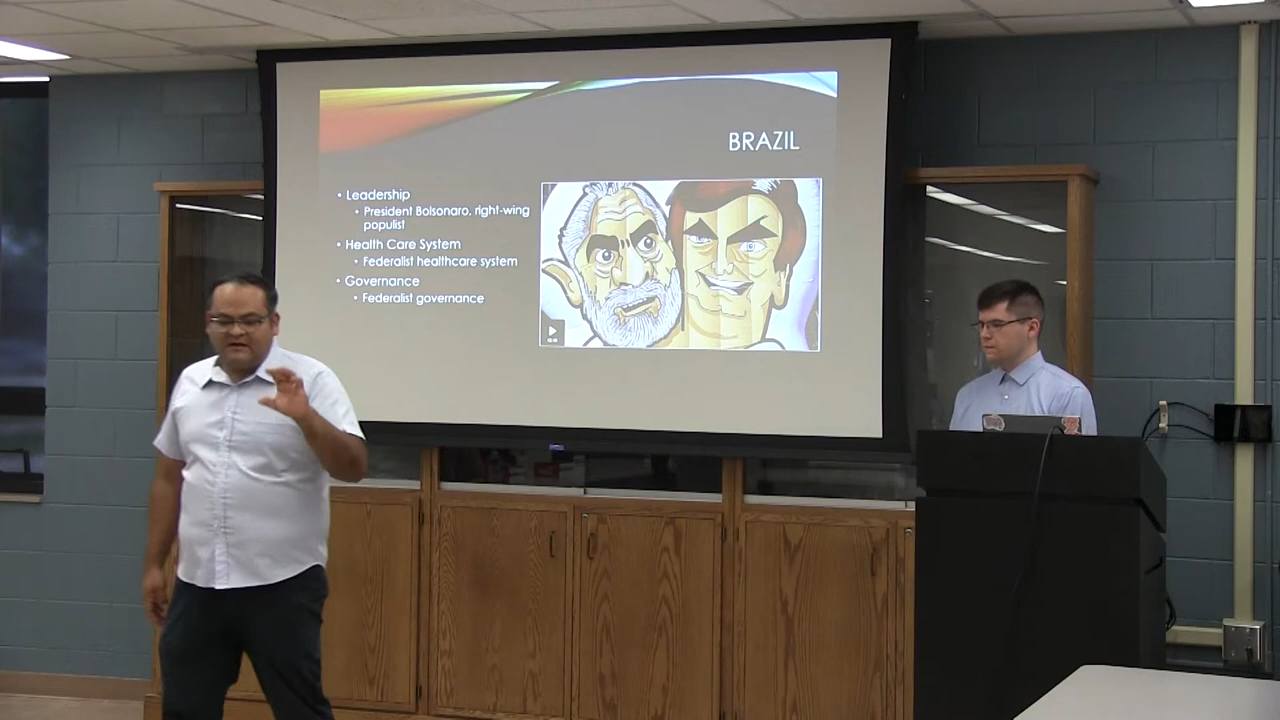 BRAZIL
• Leadership
• President Bolsonaro, right-wing
populist
• Health Care System
• Federalist healthcare system
• Governance
• Federalist governance